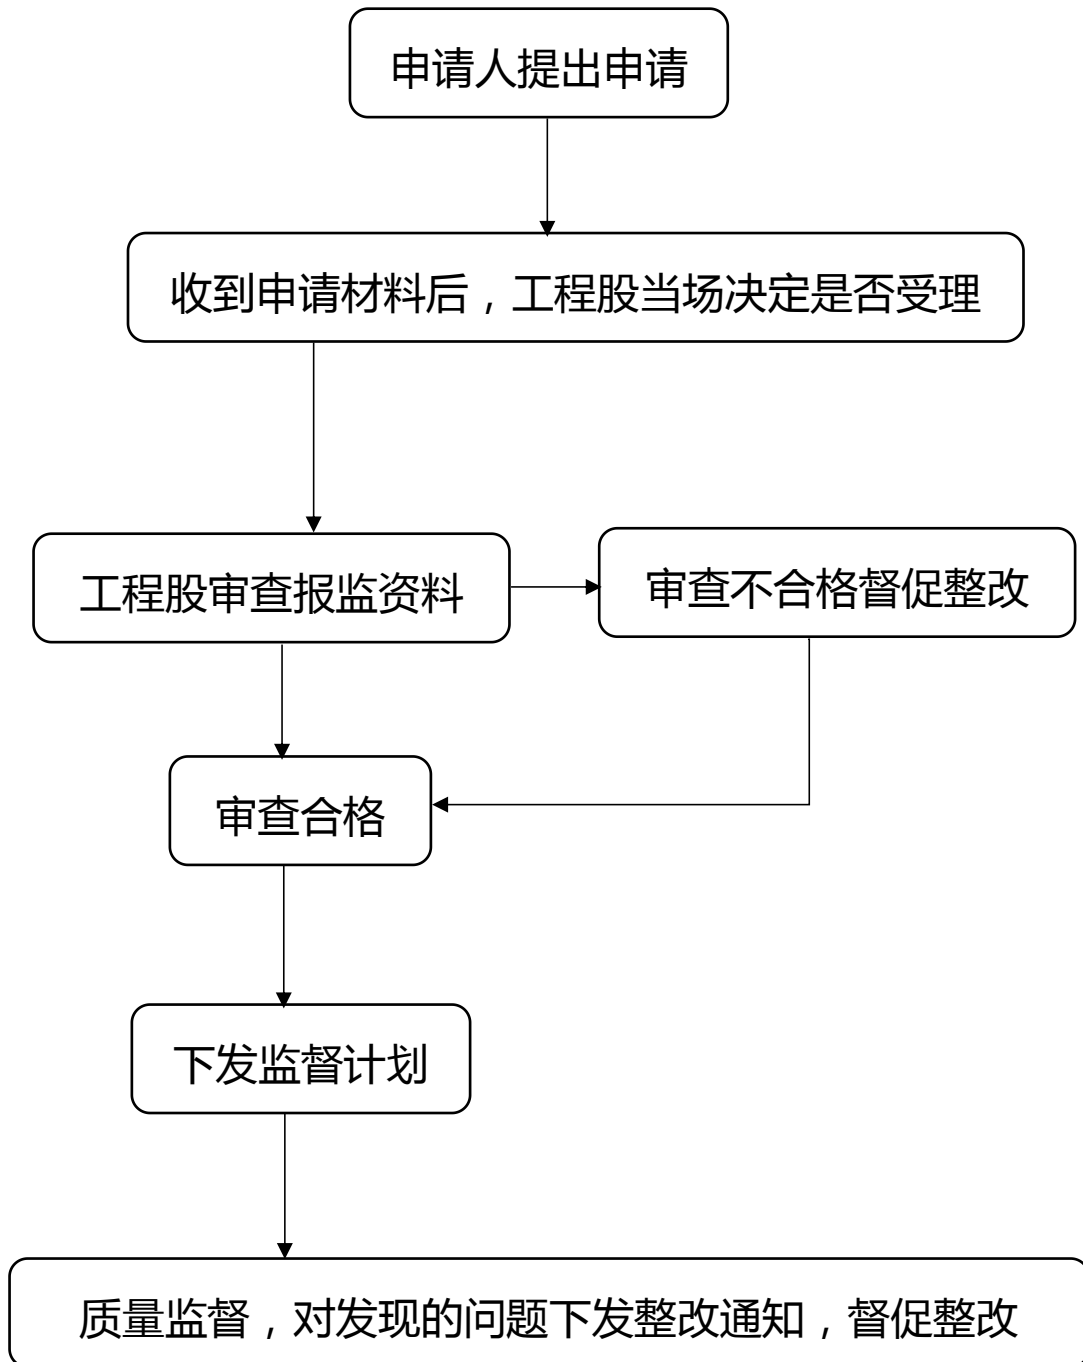 申请人提出申请
收到申请材料后，工程股当场决定是否受理
工程股审查报监资料
审查不合格督促整改
审查合格
下发监督计划
质量监督，对发现的问题下发整改通知，督促整改